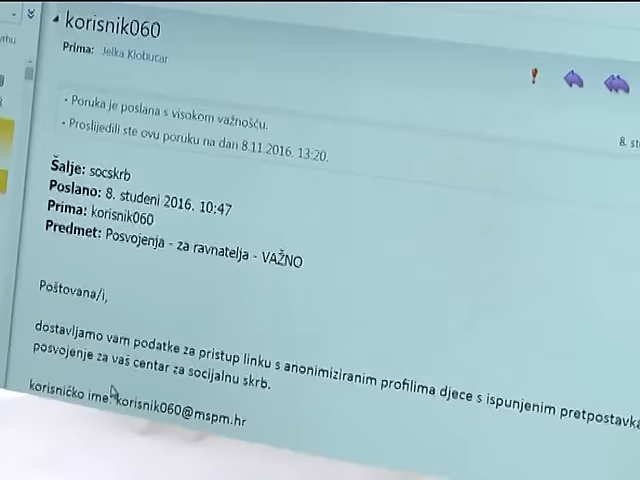 korisnik060
Prima: Jelka Klobučar
- Poruka je poslana s visokom važnošću.
- Proslijedili ste ovu poruku na dan 8.11.2016. 13:20.
Šalje: socskrb
Poslano: 8. studeni 2016. 10:47
Prima: korisnik060
Predmet: Posvojenja - za ravnatelja - VAŽNO
Poštovana/i,
dostavljamo vam podatke za pristup linku s anonimiziranim profilima djece s ispunjenim pretpostavka
posvojenje za vaš centar za socijalnu skrb.
korisničko ime: korisnik060@mspm.hr